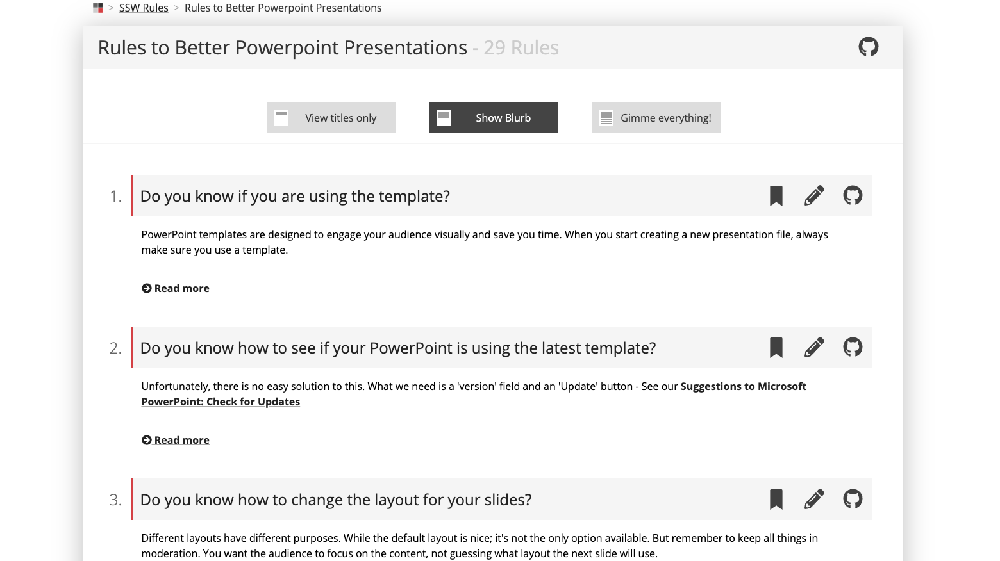 > SSW Rules > Rules to Better Powerpoint Presentations
Rules to Better Powerpoint Presentations - 29 Rules
View titles only
Show Blurb
Gimme everything!
1. Do you know if you are using the template?
PowerPoint templates are designed to engage your audience visually and save you time. When you start creating a new presentation file, always
make sure you use a template.
Read more
2. Do you know how to see if your PowerPoint is using the latest template?
Unfortunately, there is no easy solution to this. What we need is a 'version' field and an 'Update' button - See our Suggestions to Microsoft
PowerPoint: Check for Updates
Read more
3. Do you know how to change the layout for your slides?
Different layouts have different purposes. While the default layout is nice; it's not the only option available. But remember to keep all things in
moderation. You want the audience to focus on the content, not guessing what layout the next slide will use.